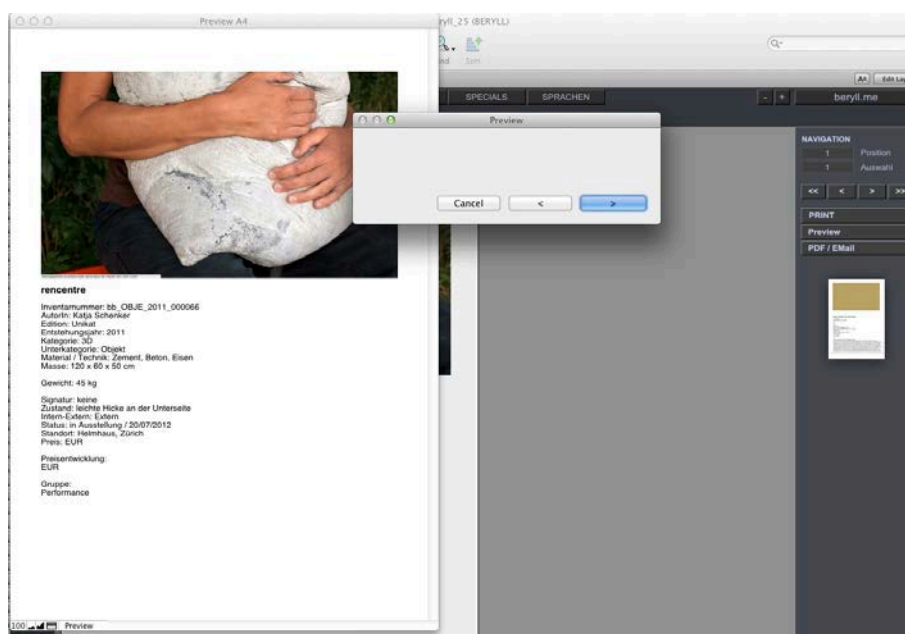 Preview A4
ryll_25 (BERYLL)
Sort
Edit Lay
SPECIALS
SPRACHEN
- +
beryll.me
Preview
Cancel
<
>
NAVIGATION
1 Position
1 Auswahl
<< < > >>
PRINT
Preview
PDF / EMail
rencentre
Inventarnummer: bb_OBJE_2011_000066
AutorIn: Katja Schenker
Edition: Unikat
Entstehungsjahr: 2011
Kategorie: 3D
Unterkategorie: Objekt
Material / Technik: Zement, Beton, Eisen
Masse: 120 x 60 x 50 cm
Gewicht: 45 kg
Signatur: keine
Zustand: leichte Hicke an der Unterseite
Intern-Extern: Extern
Status: in Ausstellung / 20/07/2012
Standort: Helmhaus, Zürich
Preis: EUR
Preisentwicklung:
EUR
Gruppe:
Performance
100
Preview